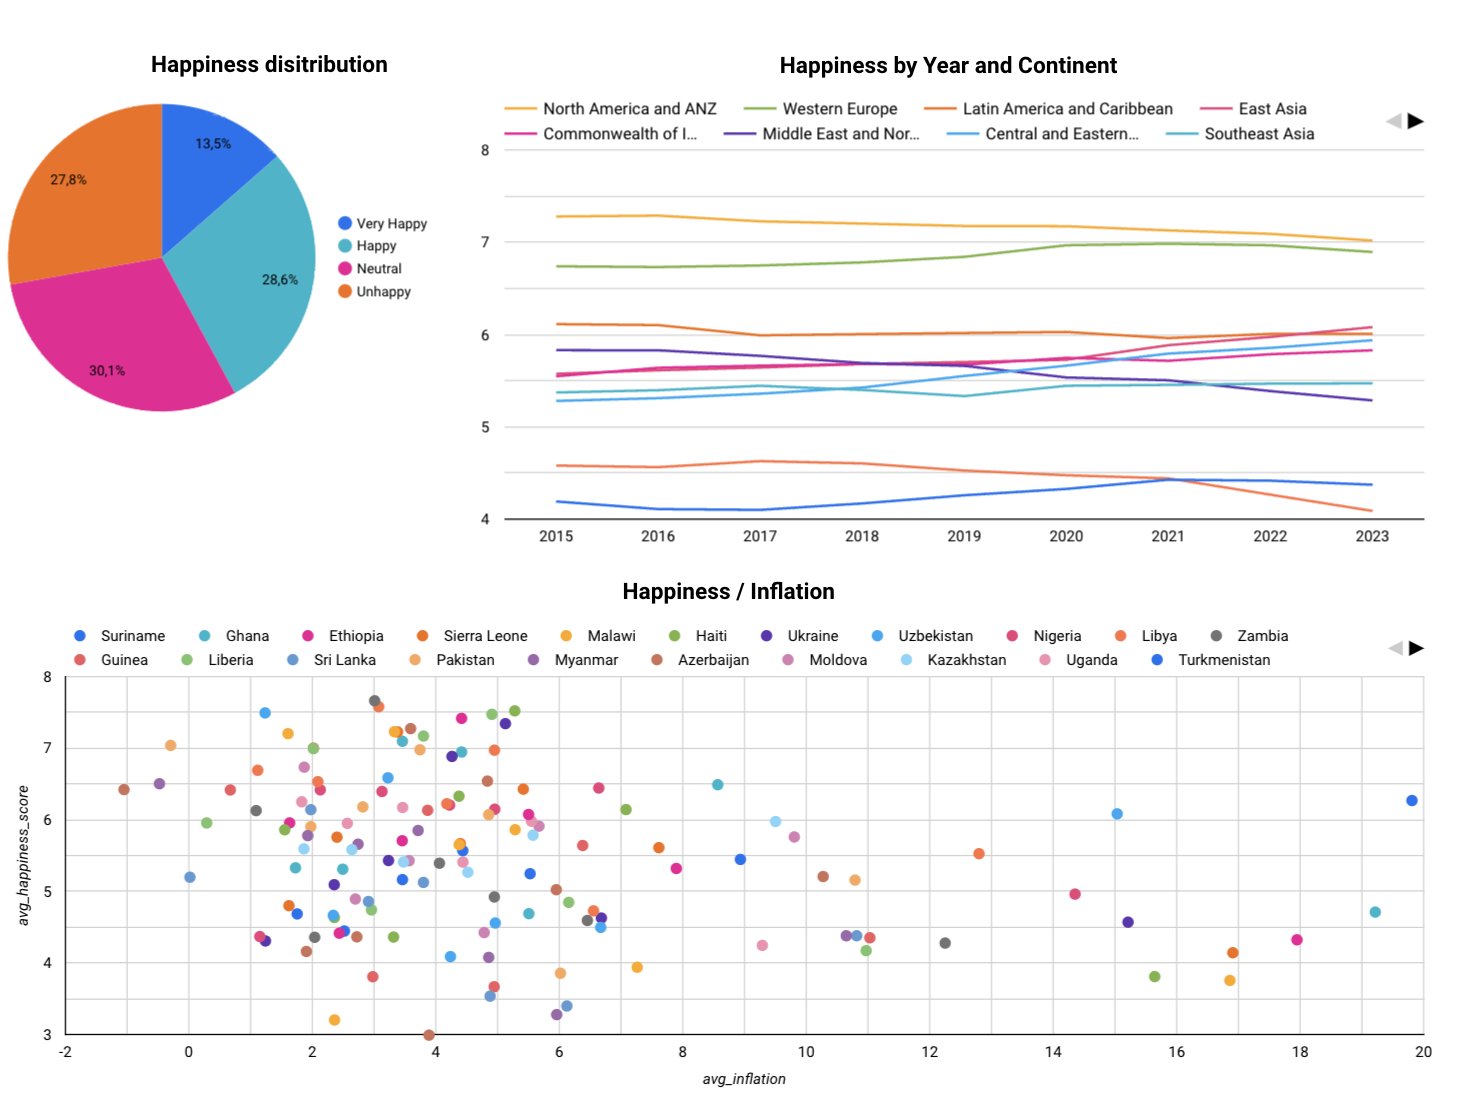 Happiness disitribution
13,5%
27,8%
28,6%
30,1%
Very Happy
Happy
Neutral
Unhappy
Happiness by Year and Continent
North America and ANZ Western Europe Latin America and Caribbean East Asia
Commonwealth of I... Middle East and Nor... Central and Eastern... Southeast Asia
8
7
6
5
4
2015 2016 2017 2018 2019 2020 2021 2022 2023
Happiness / Inflation
Suriname Ghana Ethiopia Sierra Leone Malawi Haiti Ukraine Uzbekistan Nigeria Libya Zambia
Guinea Liberia Sri Lanka Pakistan Myanmar Azerbaijan Moldova Kazakhstan Uganda Turkmenistan
avg_happiness_score
8
7
6
5
4
3
-2 0 2 4 6 8 10 12 14 16 18 20
avg_inflation